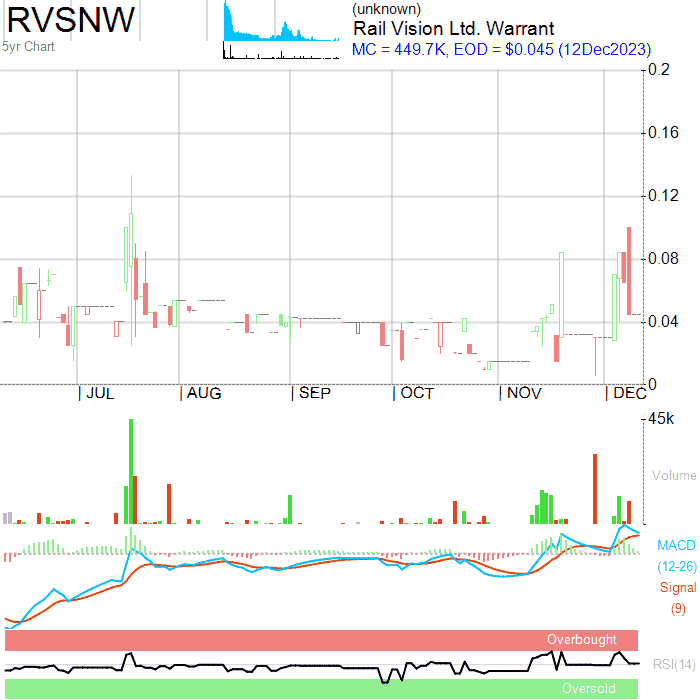 RVSNW
5yr Chart
(unknown)
Rail Vision Ltd. Warrant
MC = 449.7K, EOD = $0.045 (12Dec2023)
0.2
0.16
0.12
0.08
0.04
0
| JUL | AUG | SEP | OCT | NOV | DEC
45k
Volume
MACD
(12-26)
Signal
(9)
Overbought
RSI(14)
Oversold